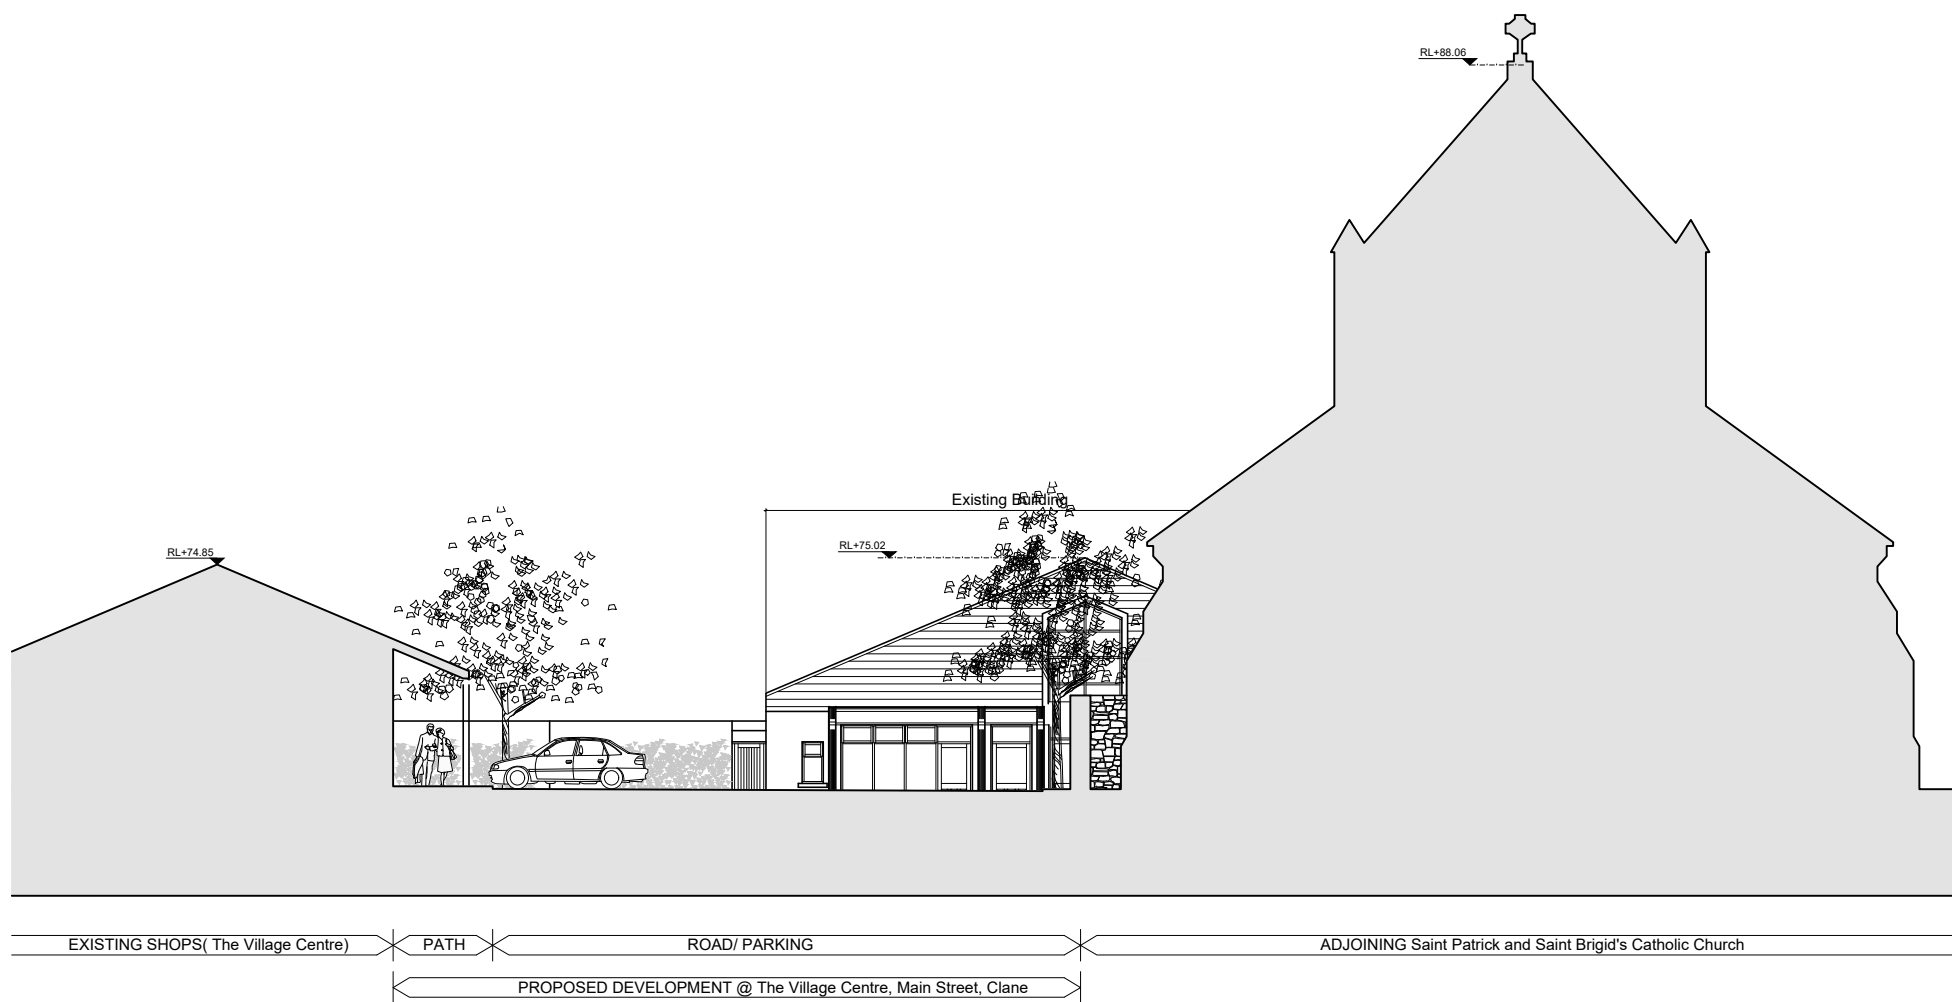 RL+88.06
Existing Building
RL+74.85
RL+75.02
EXISTING SHOPS( The Village Centre)
PATH
ROAD/ PARKING
ADJOINING Saint Patrick and Saint Brigid's Catholic Church
PROPOSED DEVELOPMENT @ The Village Centre, Main Street, Clane